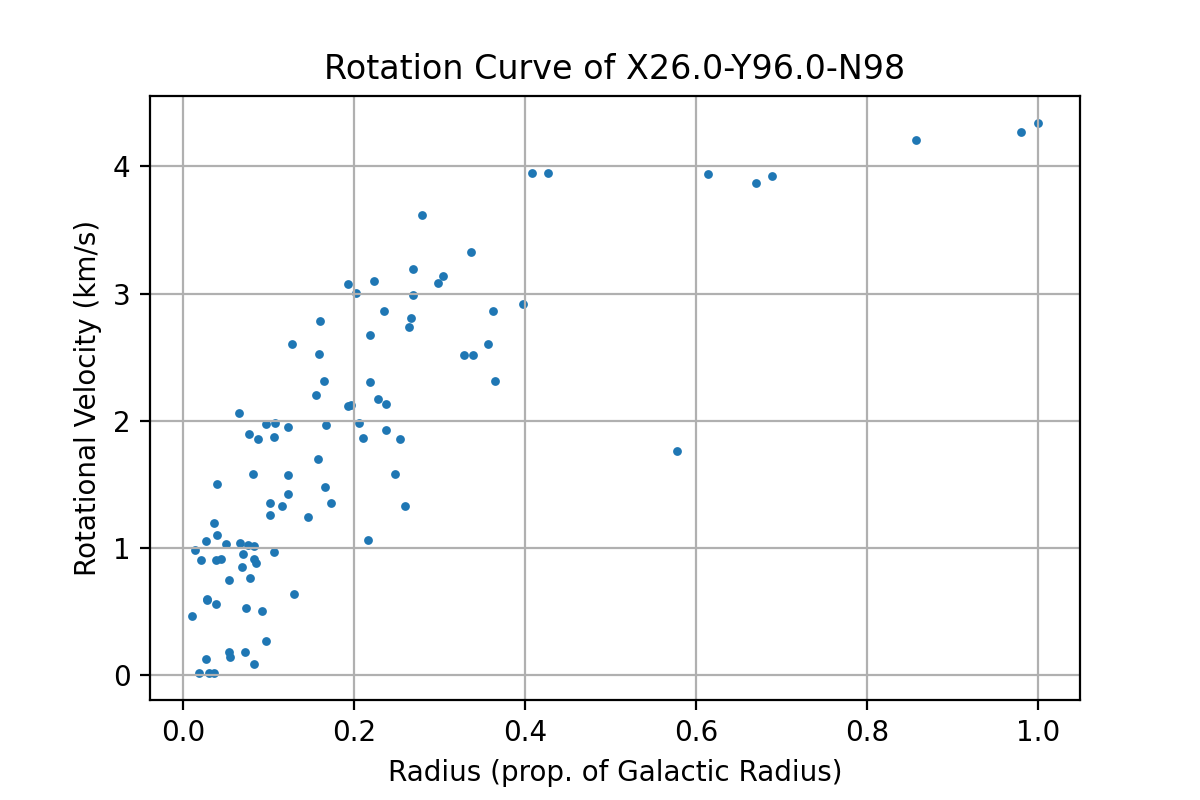 Rotation Curve of X26.0-Y96.0-N98
Rotational Velocity (km/s)
4
3
2
1
0
0.0 0.2 0.4 0.6 0.8 1.0
Radius (prop. of Galactic Radius)